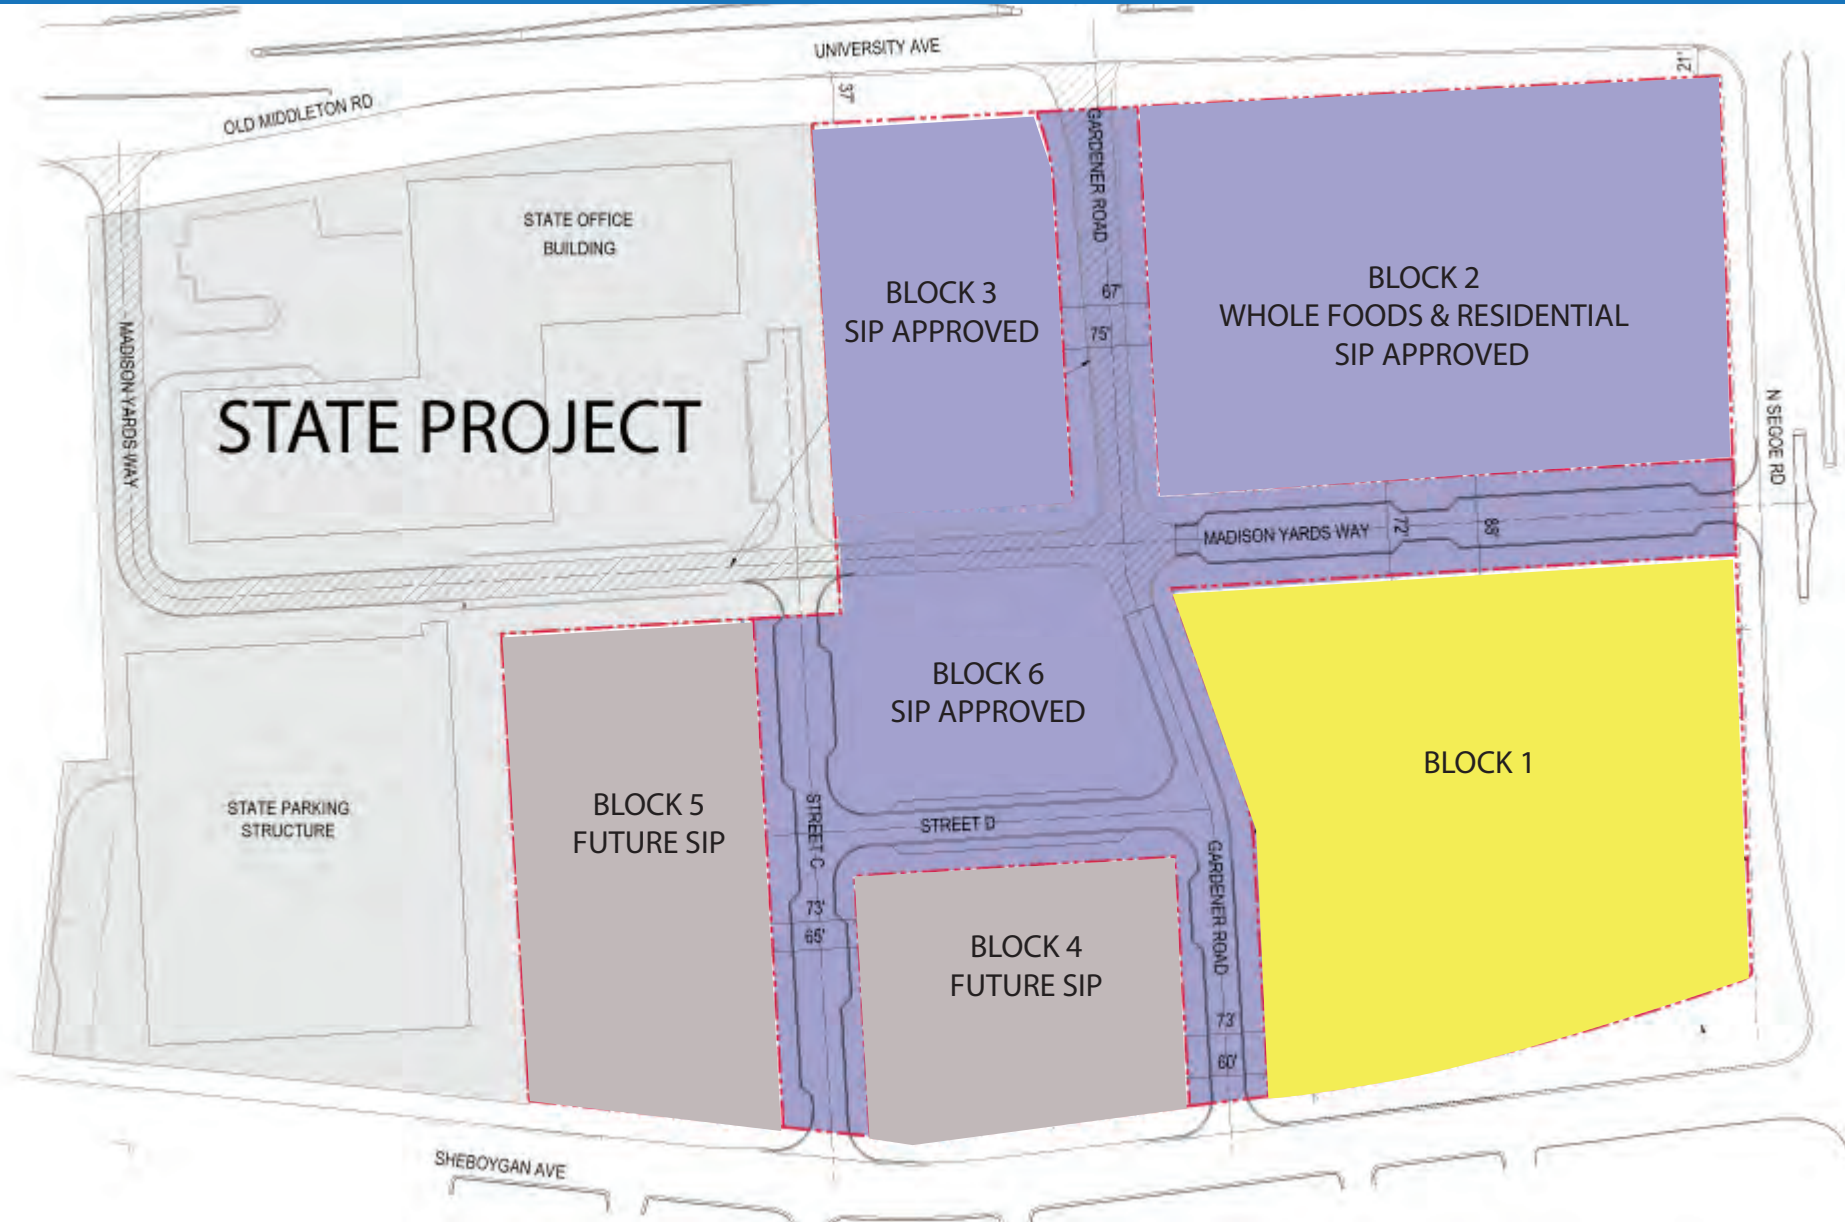 UNIVERSITY AVE
OLD MIDDLETON RD
37'
21'
GARDENER ROAD
STATE OFFICE
BUILDING
BLOCK 3
SIP APPROVED
67'
75'
BLOCK 2
WHOLE FOODS & RESIDENTIAL
SIP APPROVED
MADISON YARDS WAY
STATE PROJECT
N SEGOE RD
MADISON YARDS WAY
72'
BLOCK 6
SIP APPROVED
BLOCK 1
STATE PARKING
STRUCTURE
BLOCK 5
FUTURE SIP
STREET C
STREET D
GARDENER ROAD
73'
65'
BLOCK 4
FUTURE SIP
73'
60'
SHEBOYGAN AVE